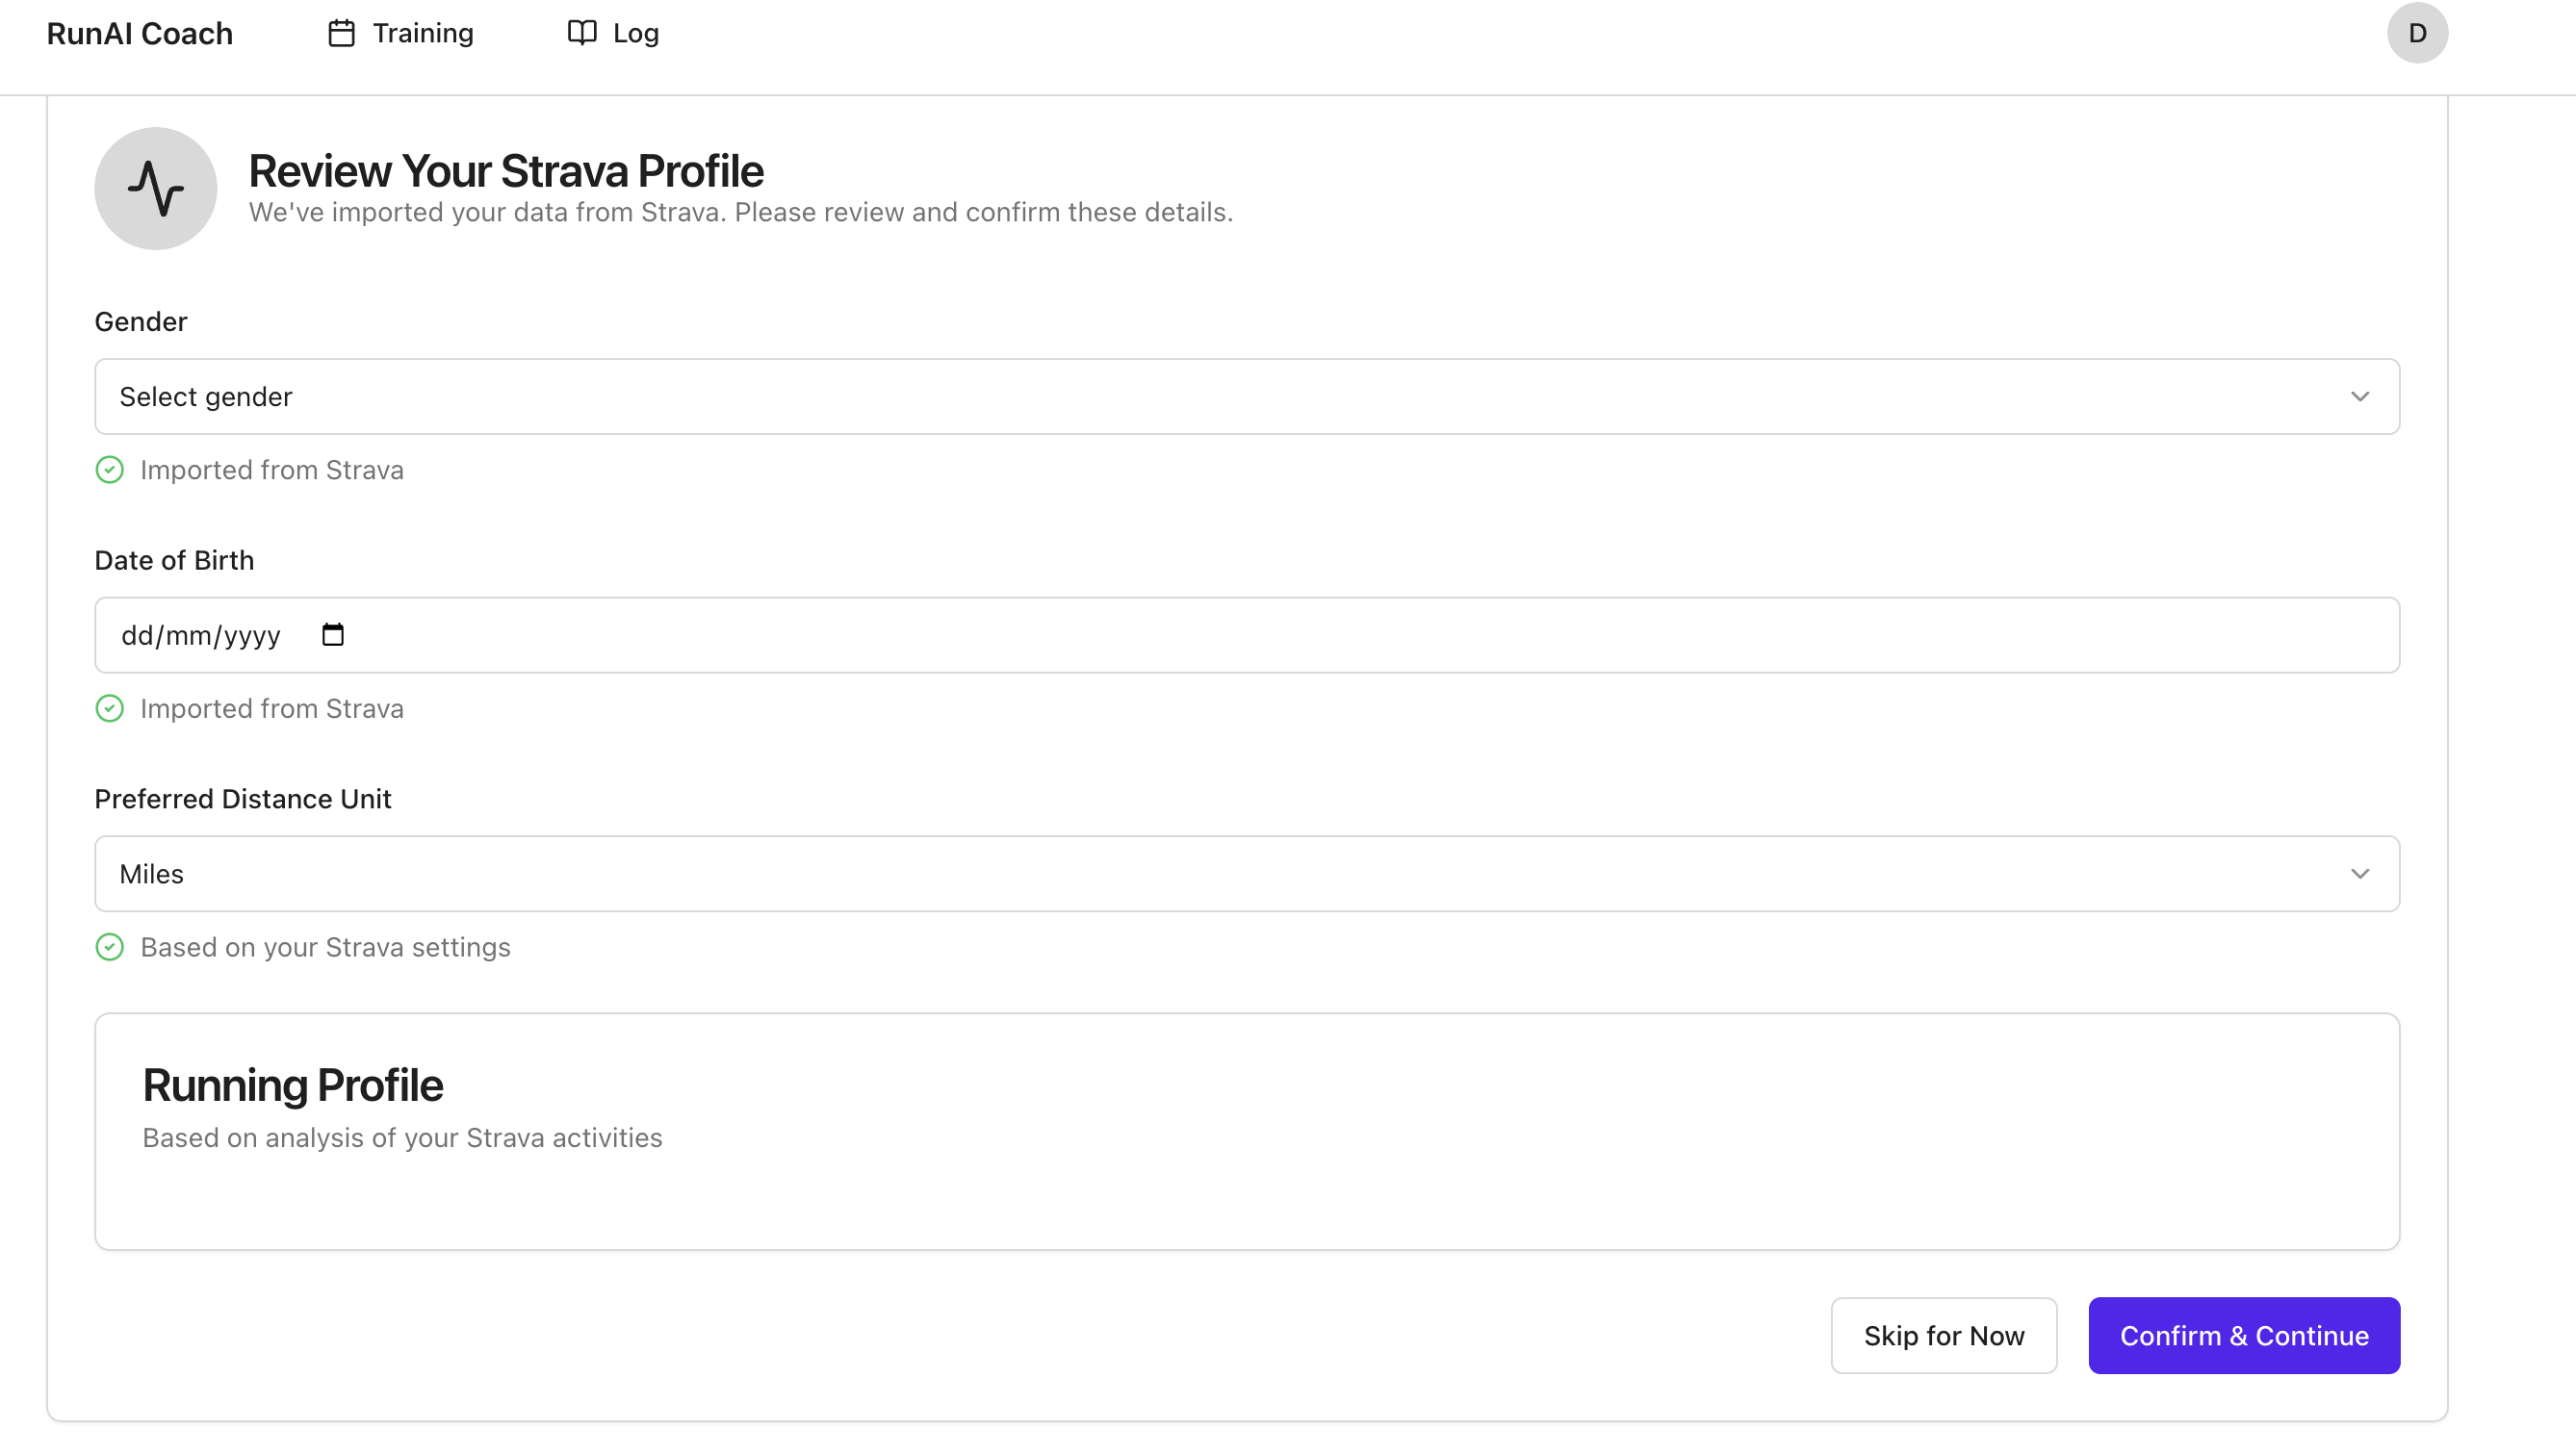 RunAI Coach
Training
Log
D
Review Your Strava Profile
We've imported your data from Strava. Please review and confirm these details.
Gender
Select gender
Imported from Strava
Date of Birth
dd/mm/yyyy
Imported from Strava
Preferred Distance Unit
Miles
Based on your Strava settings
Running Profile
Based on analysis of your Strava activities
Skip for Now
Confirm & Continue